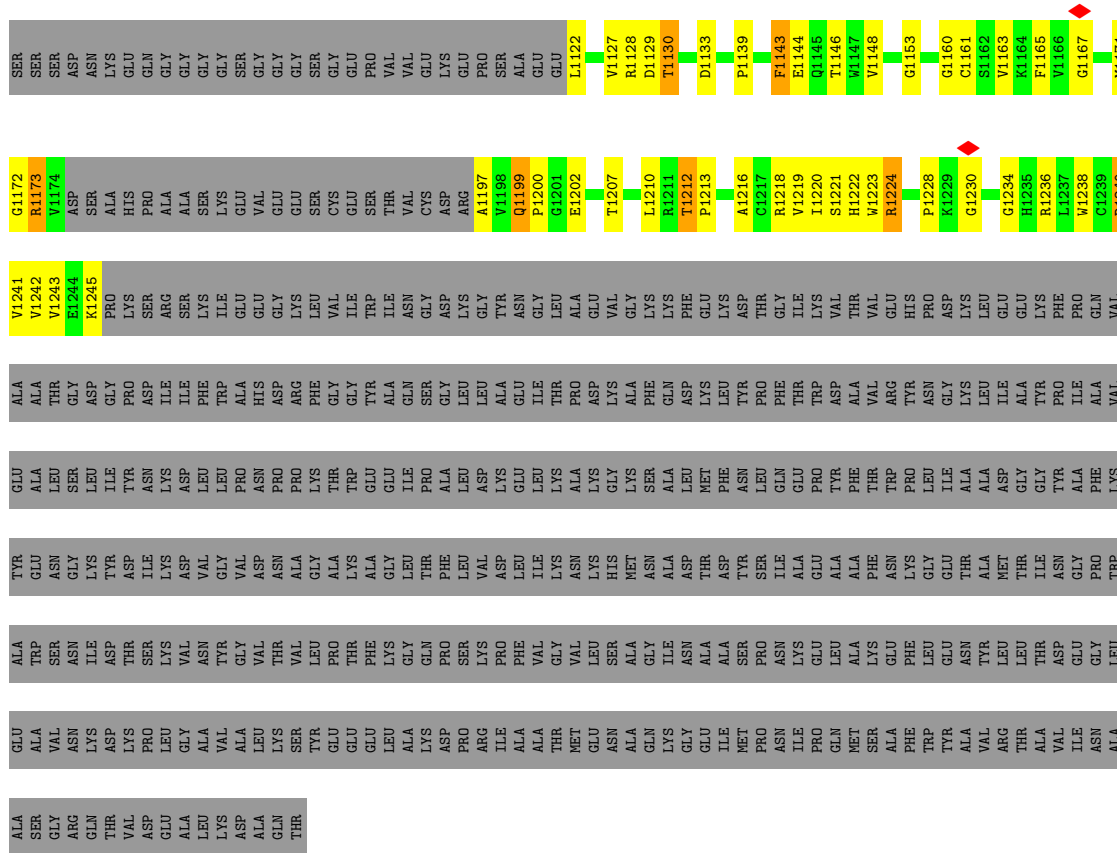 SER SER SER ASP ASN LYS GLU GLN GLY GLY GLY GLY SER GLY GLY GLY SER GLY GLU PRO VAL VAL GLU LYS GLU PRO SER ALA GLU GLU L1122 V1127 R1128 D1129 T1130 D1133 P1139 F1143 E1144 Q1145 T1146 W1147 V1148 G1153 G1160 C1161 S1162 V1163 K1164 F1165 V1166 G1167
G1172 R1173 V1174 ASP SER ALA HIS PRO ALA ALA SER LYS GLU VAL GLU GLU SER CYS GLU SER THR VAL CYS ASP ARG A1197 V1198 Q1199 P1200 G1201 E1202 T1207 L1210 R1211 T1212 P1213 A1216 C1217 R1218 V1219 I1220 S1221 H1222 W1223 R1224 P1228 K1229 G1230 G1234 H1235 R1236 L1237 W1238 C1239
V1241 V1242 V1243 E1244 K1245 PRO LYS SER ARG SER LYS ILE GLU GLU GLY LYS LEU VAL ILE TRP ILE ASN GLY ASP LYS GLY TYR ASN GLY LEU ALA GLU VAL GLY LYS LYS PHE GLU LYS ASP THR GLY ILE LYS VAL THR VAL GLU HIS PRO ASP LYS LEU GLU GLU LYS PHE PRO GLN VAL
ALA ALA THR GLY ASP GLY PRO ASP ILE ILE PHE TRP ALA HIS ASP ARG PHE GLY GLY TYR ALA GLN SER GLY LEU LEU ALA GLU ILE THR PRO ASP LYS ALA PHE GLN ASP LYS LEU TYR PRO PHE THR TRP ASP ALA VAL ARG TYR ASN GLY LYS LEU ILE ALA TYR PRO ILE ALA VAL
GLU ALA LEU SER LEU ILE TYR ASN LYS ASP LEU LEU PRO ASN PRO PRO LYS THR TRP GLU GLU ILE PRO ALA LEU ASP LYS GLU LEU LYS ALA LYS GLY LYS SER ALA LEU MET PHE ASN LEU GLN GLU PRO TYR PHE THR TRP PRO LEU ILE ALA ALA ASP GLY GLY TYR ALA PHE LYS
TYR GLU ASN GLY LYS TYR ASP ILE LYS ASP VAL GLY VAL ASP ASN ALA GLY ALA LYS ALA GLY LEU THR PHE LEU VAL ASP LEU ILE LYS ASN LYS HIS MET ASN ALA ASP THR ASP TYR SER ILE ALA GLU ALA ALA PHE ASN LYS GLY GLU THR ALA MET THR ILE ASN GLY PRO TRP
ALA TRP SER ASN ILE ASP THR SER LYS VAL ASN TYR GLY VAL THR VAL LEU PRO THR PHE LYS GLY GLN PRO SER LYS PRO PHE VAL GLY VAL LEU SER ALA GLY ILE ASN ALA ALA SER PRO ASN LYS GLU LEU ALA LYS GLU PHE LEU GLU ASN TYR LEU LEU THR ASP GLU GLY LEU
GLU ALA VAL ASN LYS ASP LYS PRO LEU GLY ALA VAL ALA LEU LYS SER TYR GLU GLU GLU LEU ALA LYS ASP PRO ARG ILE ALA ALA THR MET GLU ASN ALA GLN LYS GLY GLU ILE MET PRO ASN ILE PRO GLN MET SER ALA PHE TRP TYR ALA VAL ARG THR ALA VAL ILE ASN ALA
ALA SER GLY ARG GLN THR VAL ASP GLU ALA LEU LYS ASP ALA GLN THR